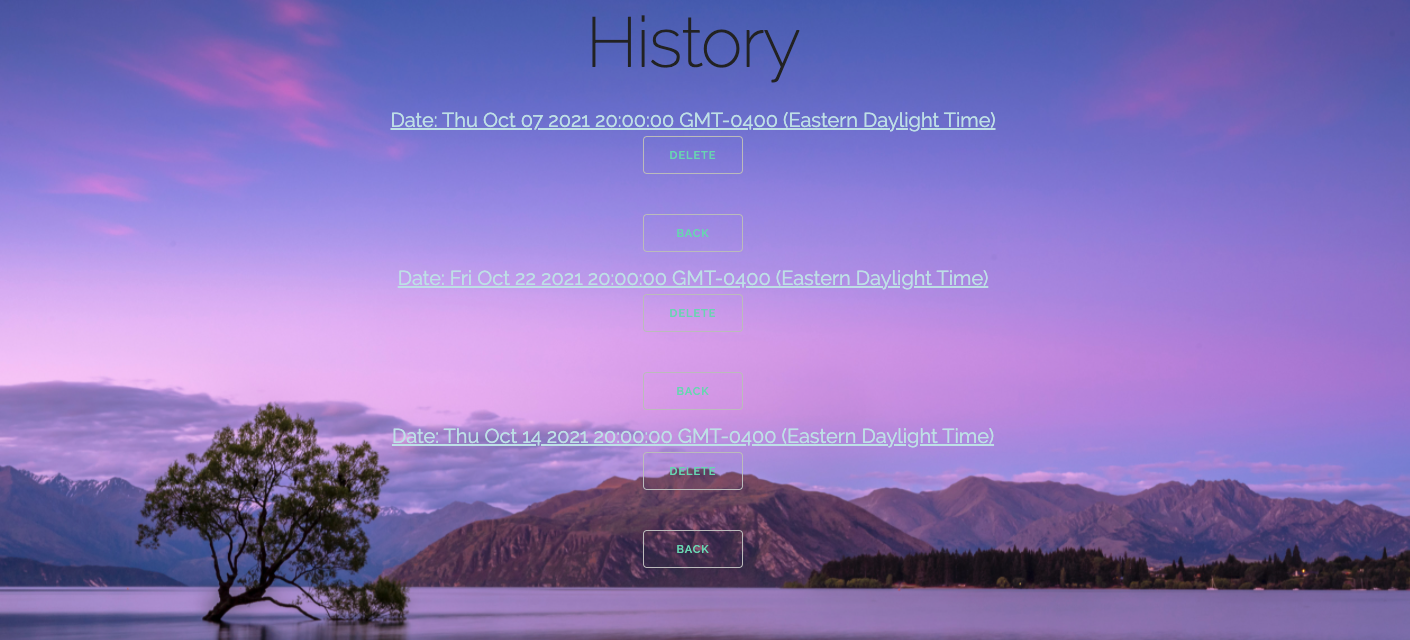 History
Date: Thu Oct 07 2021 20:00:00 GMT-0400 (Eastern Daylight Time)
DELETE
BACK
Date: Fri Oct 22 2021 20:00:00 GMT-0400 (Eastern Daylight Time)
DELETE
BACK
Date: Thu Oct 14 2021 20:00:00 GMT-0400 (Eastern Daylight Time)
DELETE
BACK